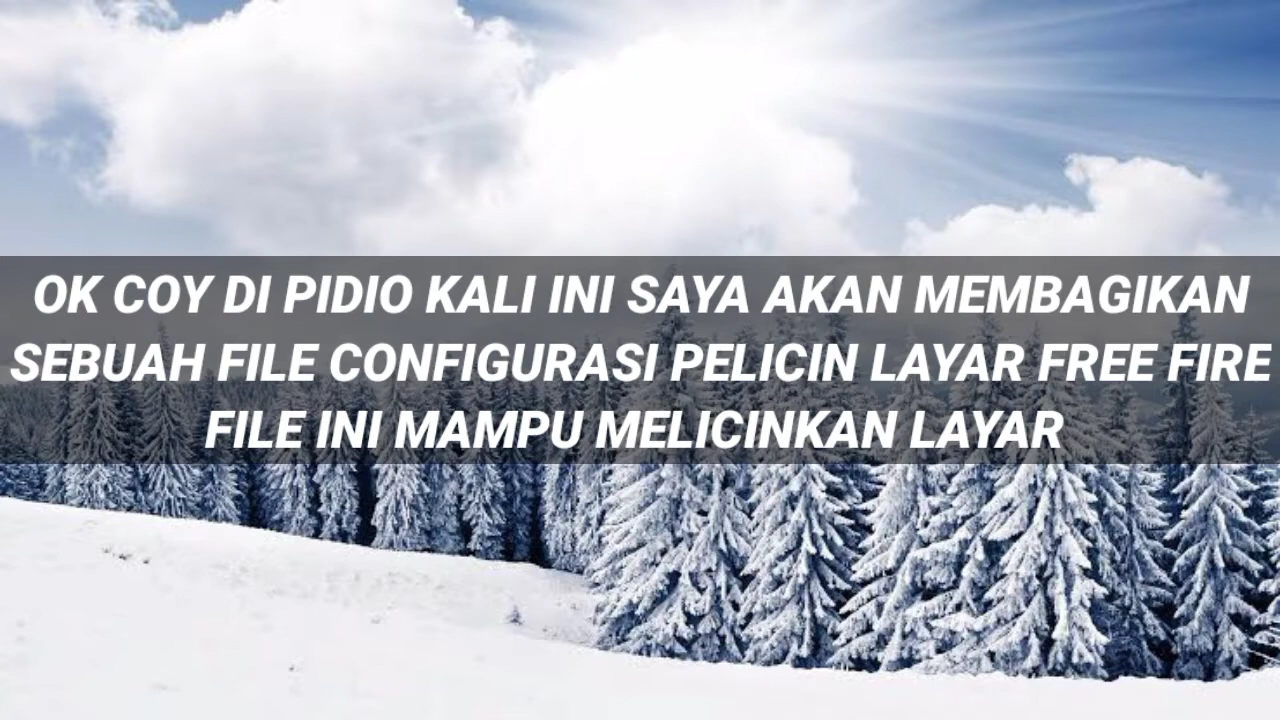 OK COY DI PIDIO KALI INI SAYA AKAN MEMBAGIKAN
SEBUAH FILE CONFIGURASI PELICIN LAYAR FREE FIRE
FILE INI MAMPU MELICINKAN LAYAR